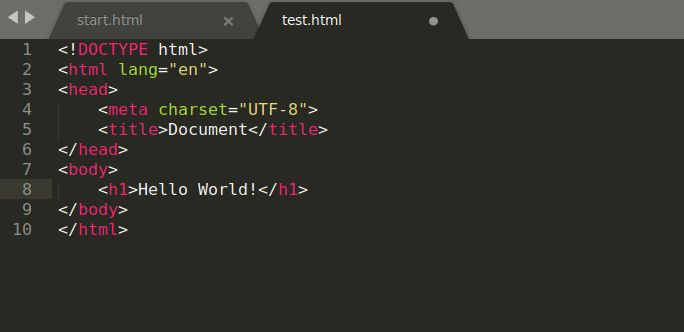 start.html
test.html
1 <!DOCTYPE html>
2 <html lang="en">
3 <head>
4     <meta charset="UTF-8">
5     <title>Document</title>
6 </head>
7 <body>
8     <h1>Hello World!</h1>
9 </body>
10 </html>